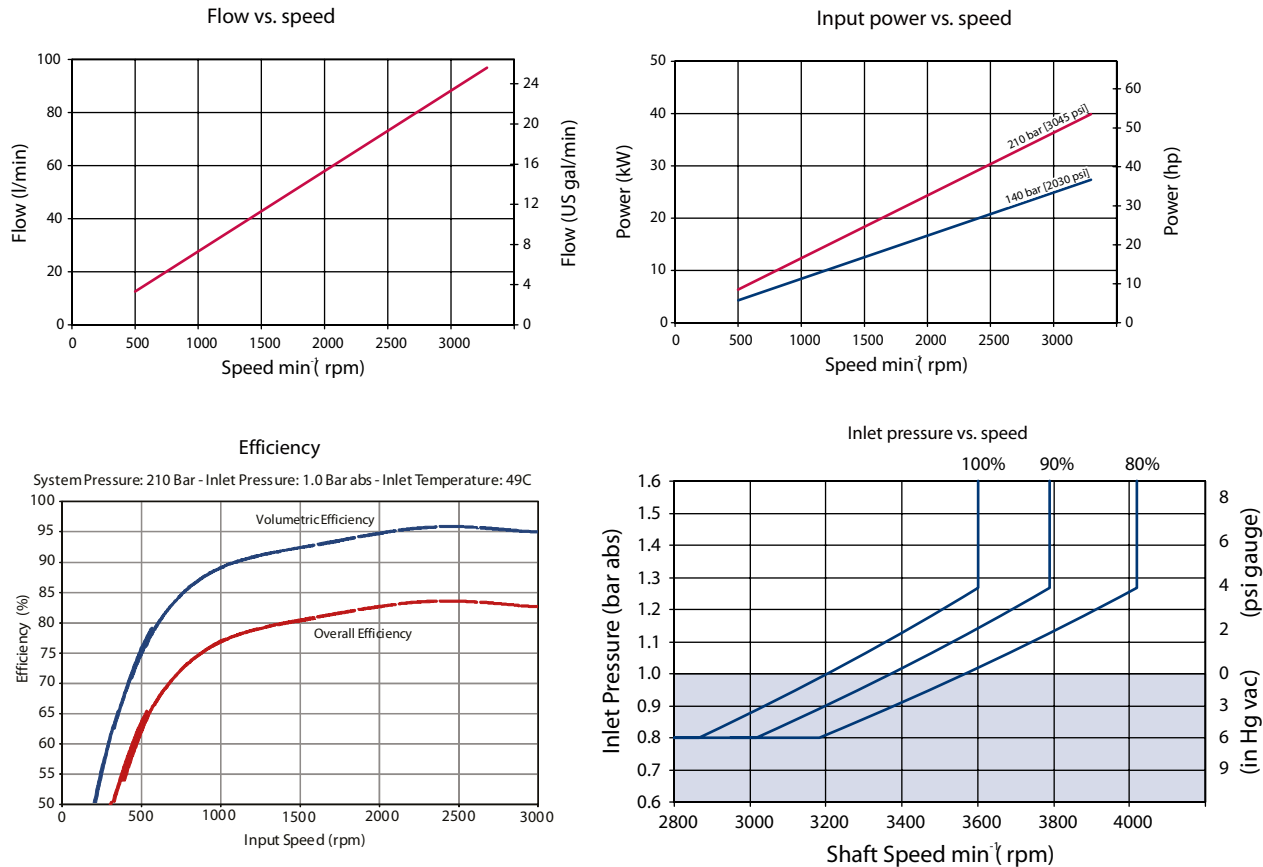 Flow vs. speed
100
80
60
40
20
0
Flow (l/min)
24
20
16
12
8
4
0
Flow (US gal/min)
0 500 1000 1500 2000 2500 3000
Speed min⁻¹( rpm)
Input power vs. speed
50
40
30
20
10
0
Power (kW)
210 bar [3045 psi]
140 bar [2030 psi]
60
50
40
30
20
10
0
Power (hp)
0 500 1000 1500 2000 2500 3000
Speed min⁻¹( rpm)
Efficiency
System Pressure: 210 Bar - Inlet Pressure: 1.0 Bar abs - Inlet Temperature: 49C
100
95
90
85
80
75
70
65
60
55
50
Efficiency (%)
Volumetric Efficiency
Overall Efficiency
0 500 1000 1500 2000 2500 3000
Input Speed (rpm)
Inlet pressure vs. speed
100% 90% 80%
1.6
1.5
1.4
1.3
1.2
1.1
1.0
0.9
0.8
0.7
0.6
Inlet Pressure (bar abs)
8
6
4
2
0
3
6
9
(psi gauge)
(in Hg vac)
2800 3000 3200 3400 3600 3800 4000
Shaft Speed min⁻¹( rpm)